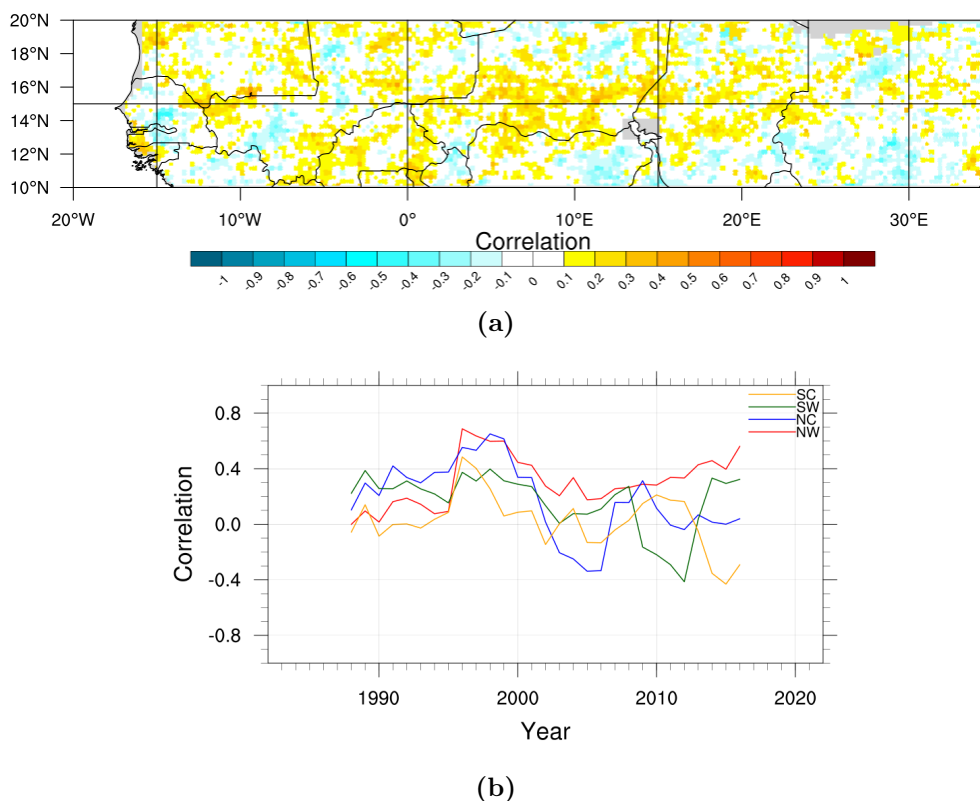 20°N
18°N
16°N
14°N
12°N
10°N
20°W 10°W 0° 10°E 20°E 30°E
Correlation
-1 -0.9 -0.8 -0.7 -0.6 -0.5 -0.4 -0.3 -0.2 -0.1 0 0.1 0.2 0.3 0.4 0.5 0.6 0.7 0.8 0.9 1
(a)
SC
SW
NC
NW
0.8
0.4
0.0
-0.4
-0.8
Correlation
1990 2000 2010 2020
Year
(b)